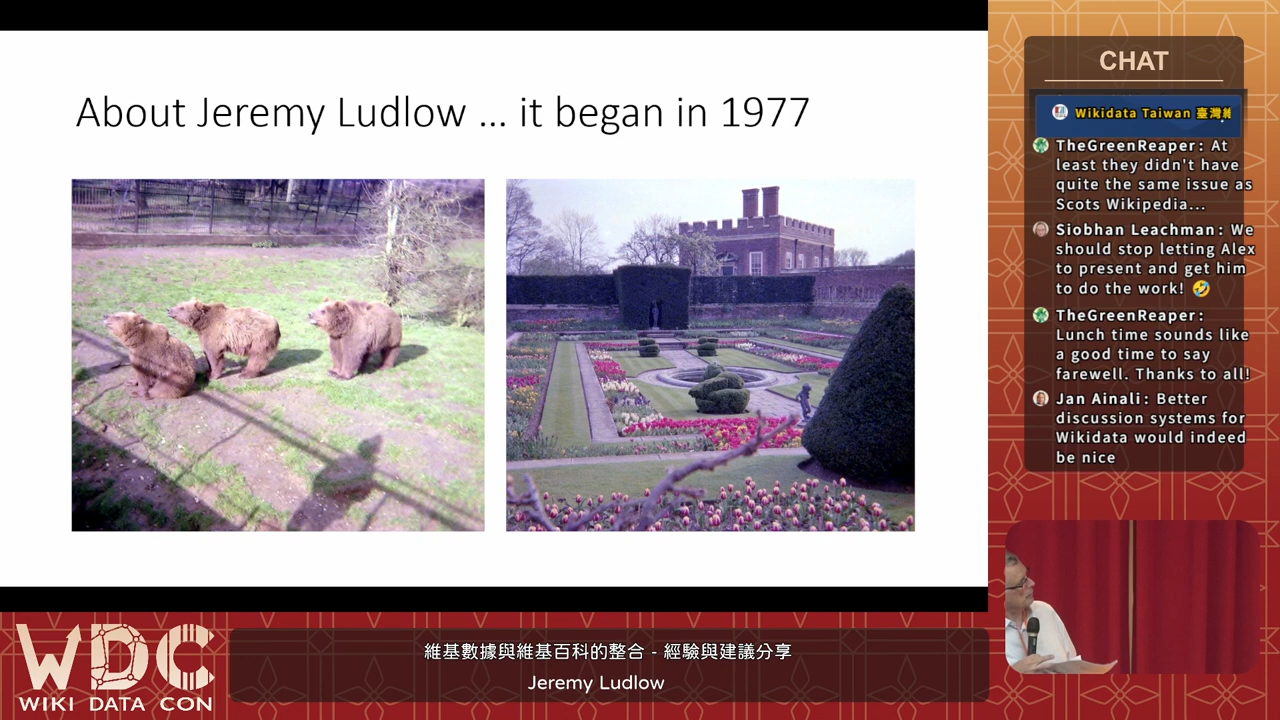 About Jeremy Ludlow ... it began in 1977
CHAT
Wikidata Taiwan 臺灣維
TheGreenReaper: At
least they didn't have
quite the same issue as
Scots Wikipedia...
Siobhan Leachman: We
should stop letting Alex
to present and get him
to do the work! 🤣
TheGreenReaper:
Lunch time sounds like
a good time to say
farewell. Thanks to all!
Jan Ainali: Better
discussion systems for
Wikidata would indeed
be nice
WDC
WIKI DATA CON
維基數據與維基百科的整合 - 經驗與建議分享
Jeremy Ludlow